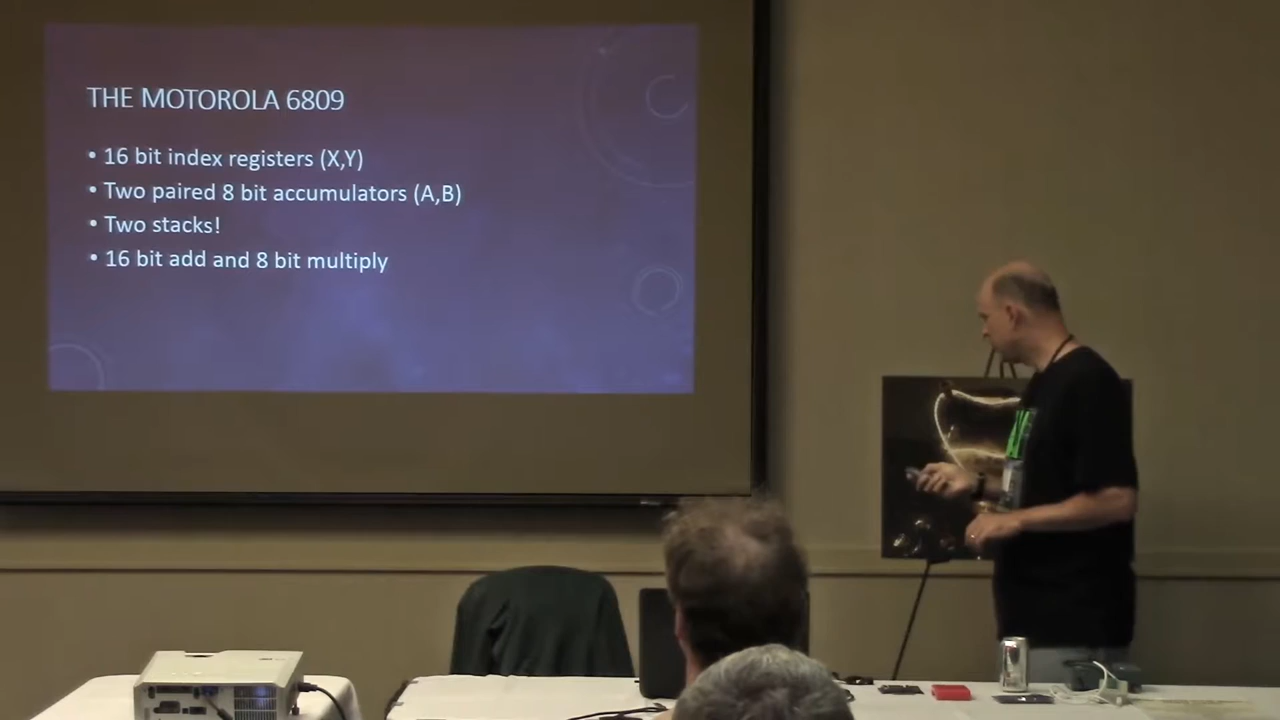 THE MOTOROLA 6809
• 16 bit index registers (X,Y)
• Two paired 8 bit accumulators (A,B)
• Two stacks!
• 16 bit add and 8 bit multiply